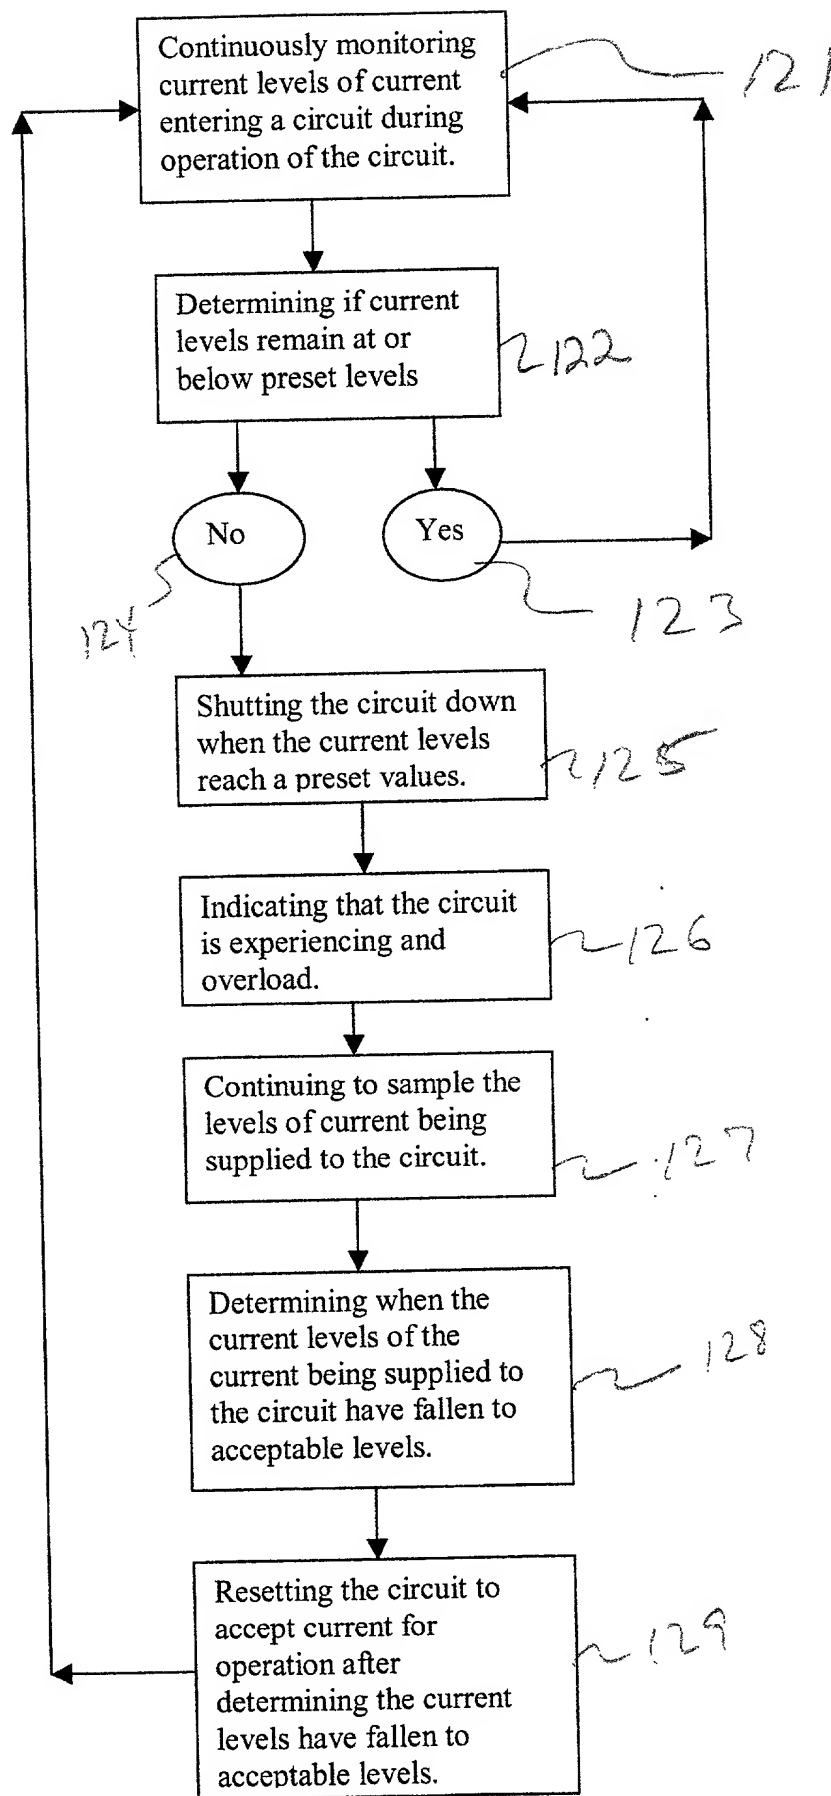 Continuously monitoring
current levels of current
entering a circuit during
operation of the circuit.
121
Determining if current
levels remain at or
below preset levels
122
No
Yes
124
123
Shutting the circuit down
when the current levels
reach a preset values.
125
Indicating that the circuit
is experiencing and
overload.
126
Continuing to sample the
levels of current being
supplied to the circuit.
127
Determining when the
current levels of the
current being supplied to
the circuit have fallen to
acceptable levels.
128
Resetting the circuit to
accept current for
operation after
determining the current
levels have fallen to
acceptable levels.
129